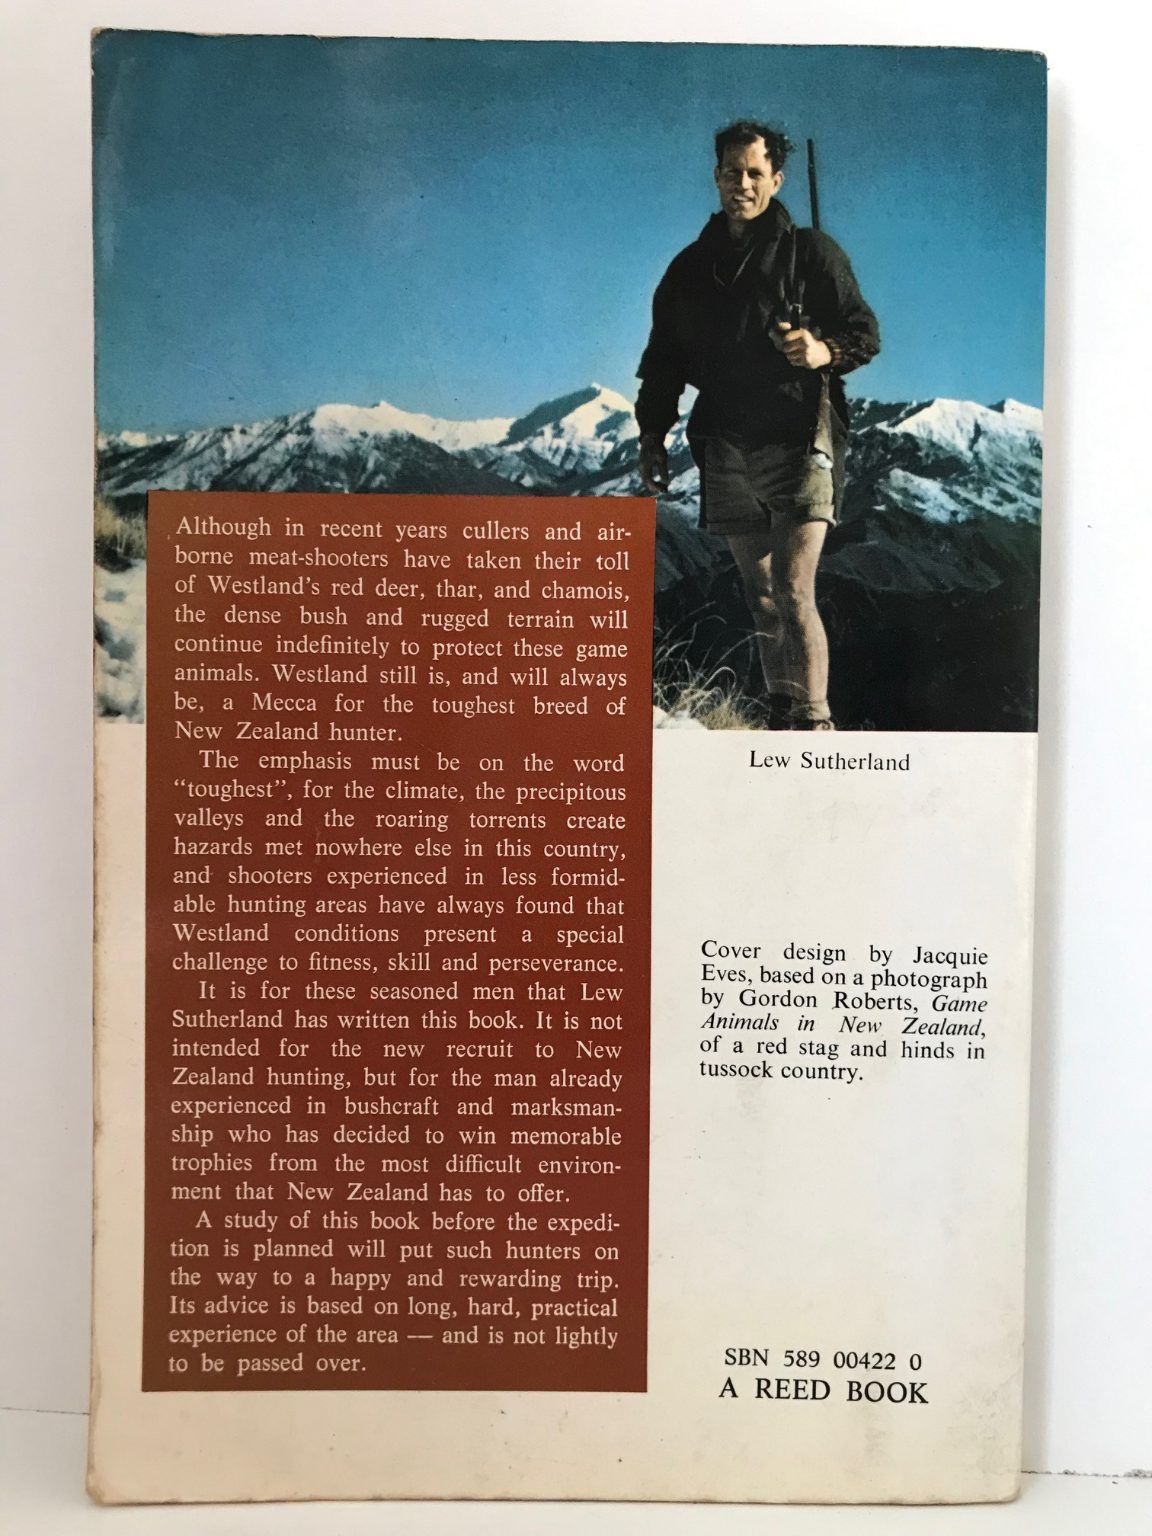 Although in recent years cullers and air-
borne meat-shooters have taken their toll
of Westland's red deer, thar, and chamois,
the dense bush and rugged terrain will
continue indefinitely to protect these game
animals. Westland still is, and will always
be, a Mecca for the toughest breed of
New Zealand hunter.
The emphasis must be on the word
“toughest”, for the climate, the precipitous
valleys and the roaring torrents create
hazards met nowhere else in this country,
and shooters experienced in less formid-
able hunting areas have always found that
Westland conditions present a special
challenge to fitness, skill and perseverance.
It is for these seasoned men that Lew
Sutherland has written this book. It is not
intended for the new recruit to New
Zealand hunting, but for the man already
experienced in bushcraft and marksman-
ship who has decided to win memorable
trophies from the most difficult environ-
ment that New Zealand has to offer.
A study of this book before the expedi-
tion is planned will put such hunters on
the way to a happy and rewarding trip.
Its advice is based on long, hard, practical
experience of the area — and is not lightly
to be passed over.
Lew Sutherland
Cover design by Jacquie
Eves, based on a photograph
by Gordon Roberts, Game
Animals in New Zealand,
of a red stag and hinds in
tussock country.
SBN 589 00422 0
A REED BOOK